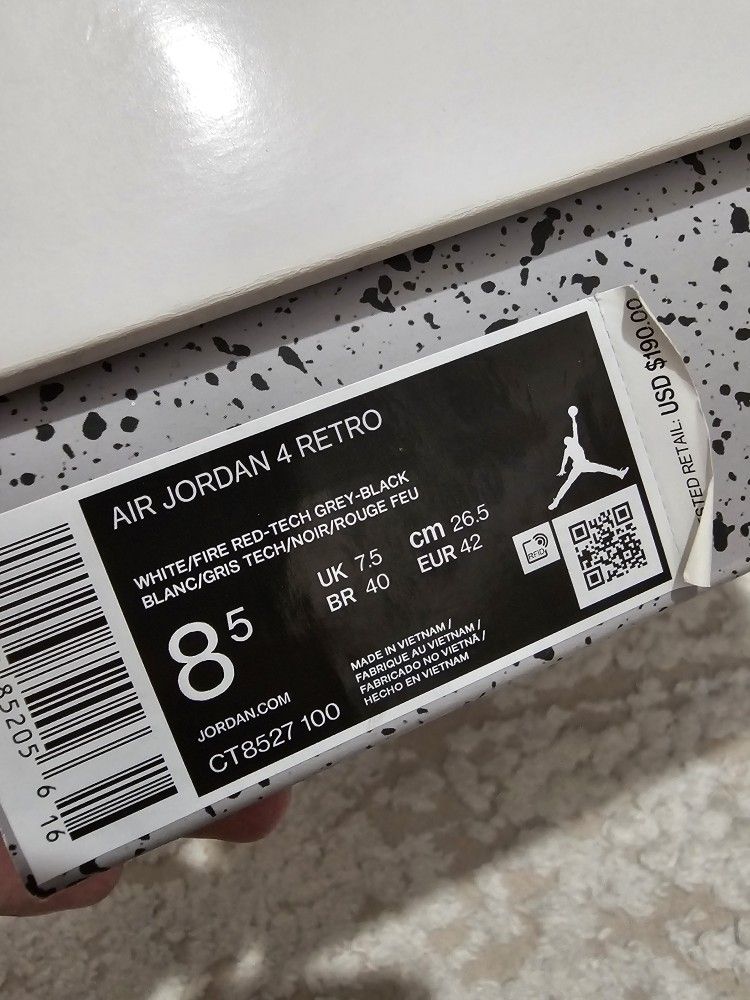 AIR JORDAN 4 RETRO
WHITE/FIRE RED-TECH GREY-BLACK
BLANC/GRIS TECH/NOIR/ROUGE FEU
8 5
UK 7.5 cm 26.5
BR 40 EUR 42
JORDAN.COM
CT8527 100
MADE IN VIETNAM /
FABRIQUE AU VIETNAM /
FABRICADO NO VIETNÃ /
HECHO EN VIETNAM
RFID
STED RETAIL: USD $190.00
85205 6 16